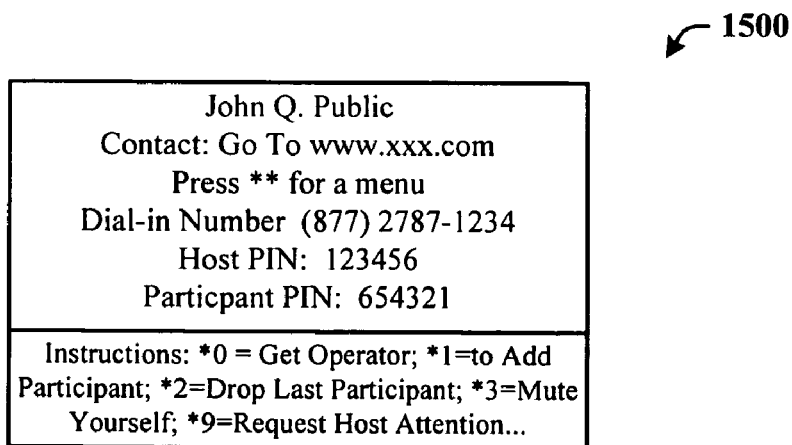 1500
John Q. Public
Contact: Go To www.xxx.com
Press ** for a menu
Dial-in Number (877) 2787-1234
Host PIN: 123456
Particpant PIN: 654321
Instructions: *0 = Get Operator; *1=to Add
Participant; *2=Drop Last Participant; *3=Mute
Yourself; *9=Request Host Attention...